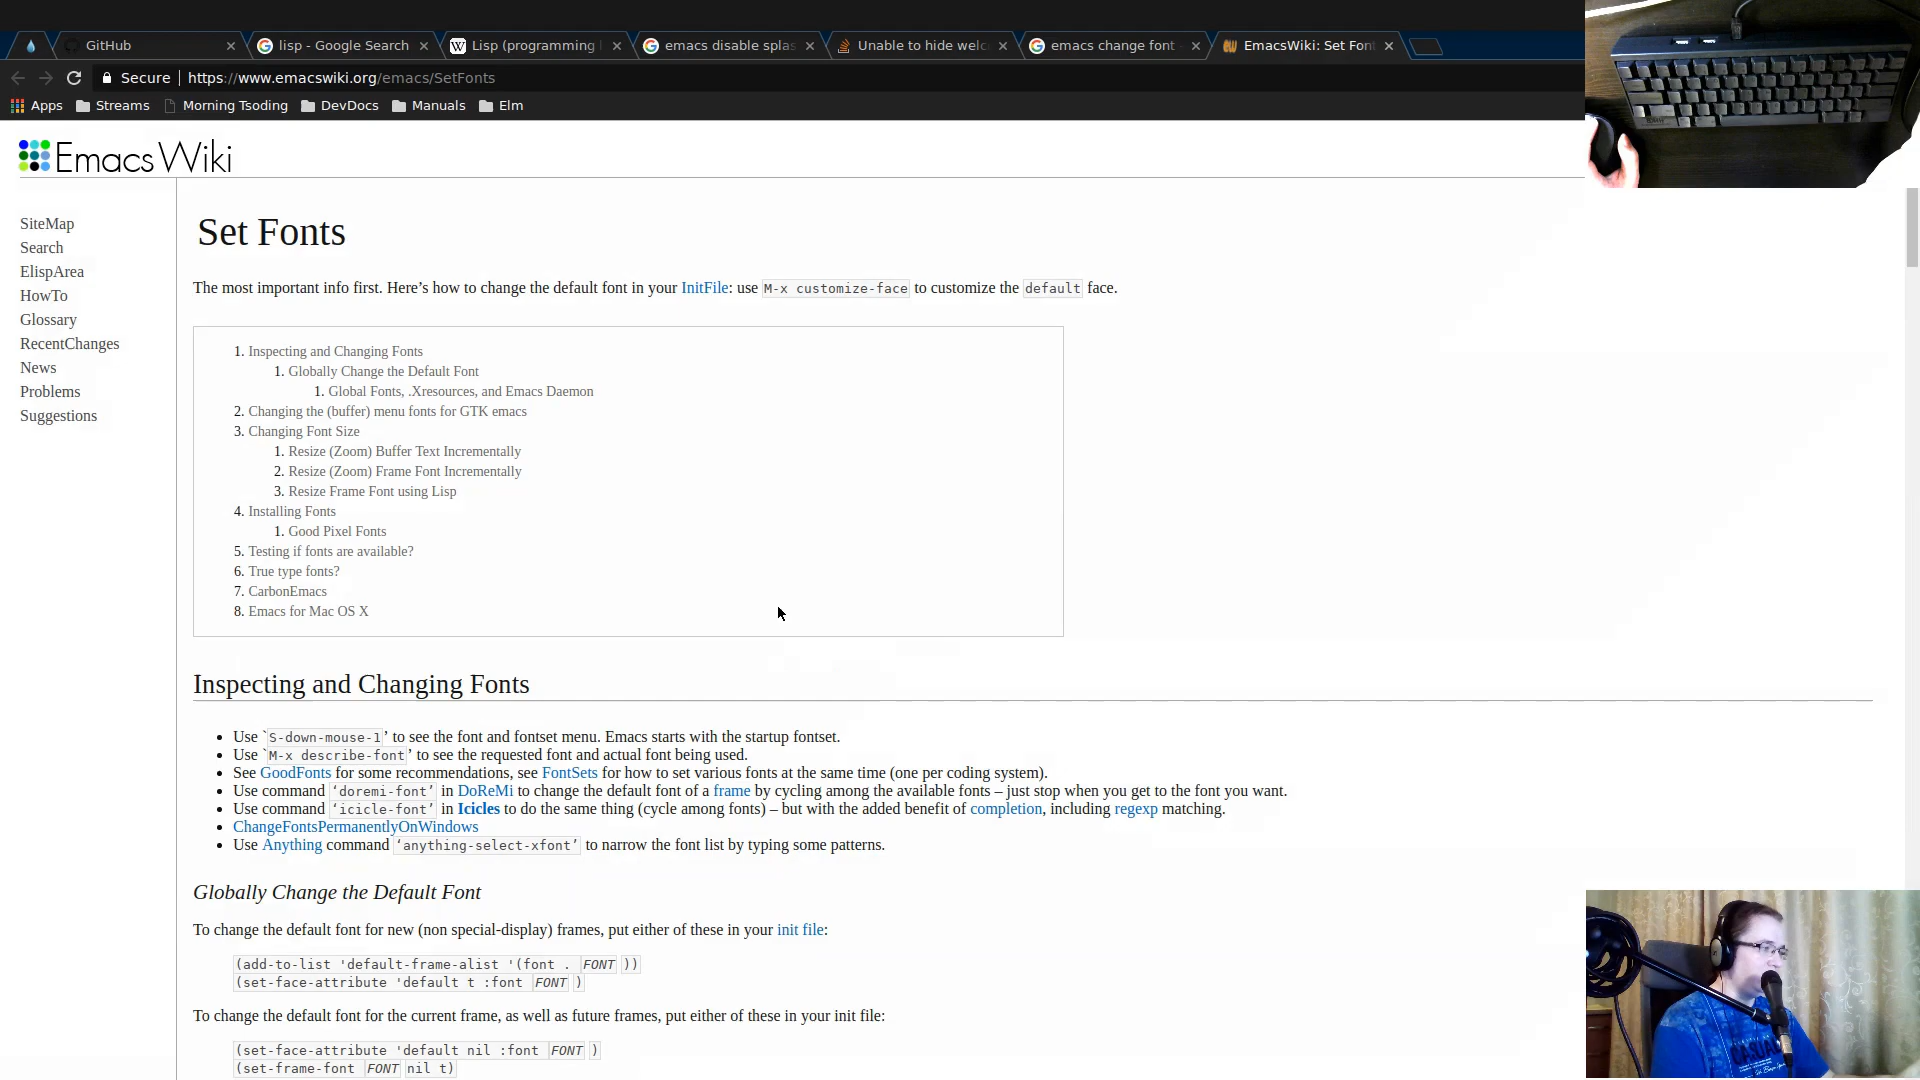 GitHub
lisp - Google Search
Lisp (programming l
emacs disable splas
Unable to hide welc
emacs change font -
EmacsWiki: Set Font
Secure
https://www.emacswiki.org/emacs/SetFonts
Apps
Streams
Morning Tsoding
DevDocs
Manuals
Elm
EmacsWiki
SiteMap
Search
ElispArea
HowTo
Glossary
RecentChanges
News
Problems
Suggestions
Set Fonts
The most important info first. Here’s how to change the default font in your InitFile: use M-x customize-face to customize the default face.
1. Inspecting and Changing Fonts
1. Globally Change the Default Font
1. Global Fonts, .Xresources, and Emacs Daemon
2. Changing the (buffer) menu fonts for GTK emacs
3. Changing Font Size
1. Resize (Zoom) Buffer Text Incrementally
2. Resize (Zoom) Frame Font Incrementally
3. Resize Frame Font using Lisp
4. Installing Fonts
1. Good Pixel Fonts
5. Testing if fonts are available?
6. True type fonts?
7. CarbonEmacs
8. Emacs for Mac OS X
Inspecting and Changing Fonts
• Use `S-down-mouse-1’ to see the font and fontset menu. Emacs starts with the startup fontset.
• Use `M-x describe-font’ to see the requested font and actual font being used.
• See GoodFonts for some recommendations, see FontSets for how to set various fonts at the same time (one per coding system).
• Use command ‘doremi-font’ in DoReMi to change the default font of a frame by cycling among the available fonts – just stop when you get to the font you want.
• Use command ‘icicle-font’ in Icicles to do the same thing (cycle among fonts) – but with the added benefit of completion, including regexp matching.
• ChangeFontsPermanentlyOnWindows
• Use Anything command ‘anything-select-xfont’ to narrow the font list by typing some patterns.
Globally Change the Default Font
To change the default font for new (non special-display) frames, put either of these in your init file:
(add-to-list 'default-frame-alist '(font . FONT ))
(set-face-attribute 'default t :font FONT )
To change the default font for the current frame, as well as future frames, put either of these in your init file:
(set-face-attribute 'default nil :font FONT )
(set-frame-font FONT nil t)